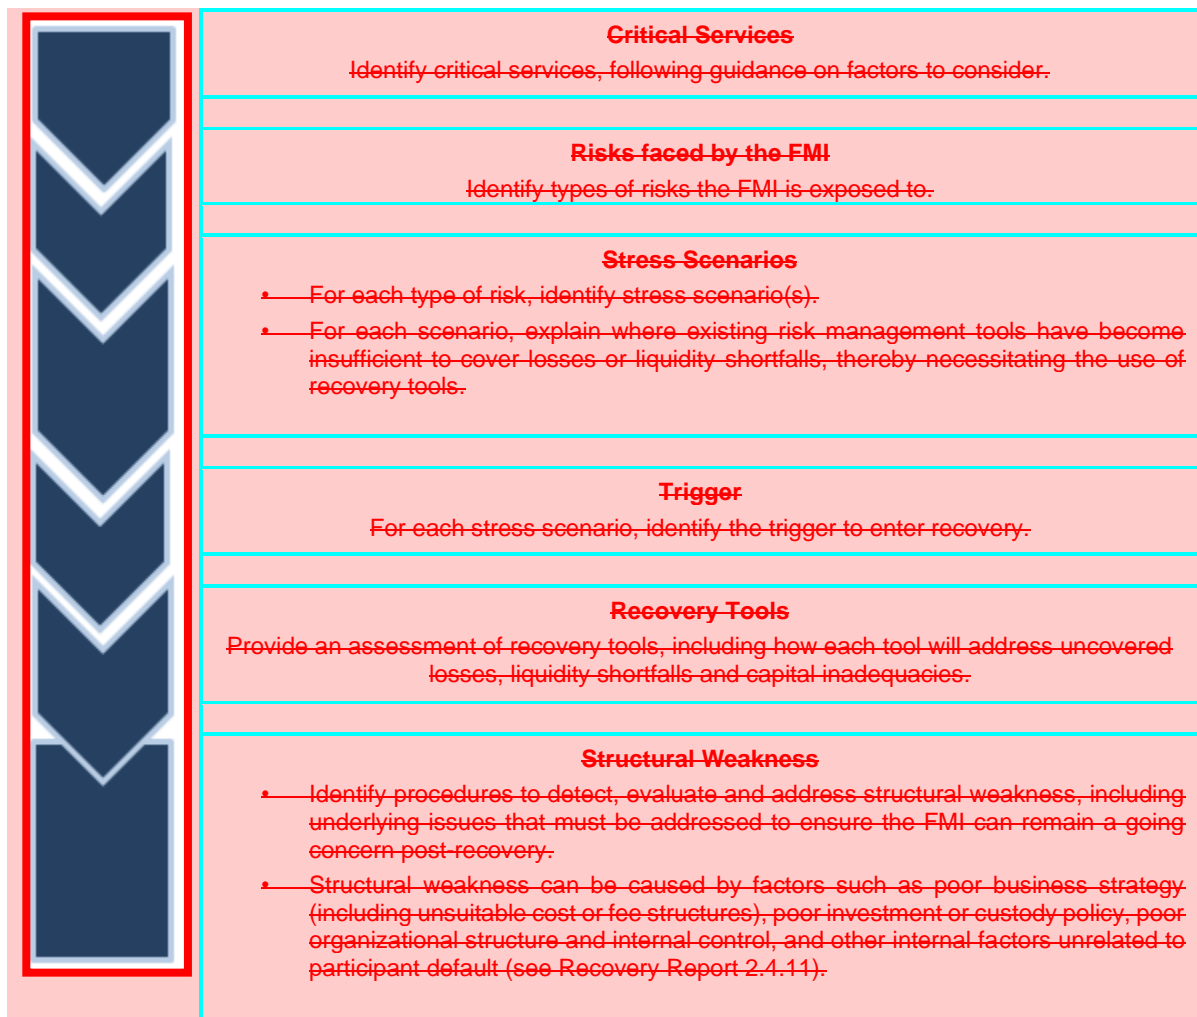 Critical Services
Identify critical services, following guidance on factors to consider.
Risks faced by the FMI
Identify types of risks the FMI is exposed to.
Stress Scenarios
• For each type of risk, identify stress scenario(s).
• For each scenario, explain where existing risk management tools have become
insufficient to cover losses or liquidity shortfalls, thereby necessitating the use of
recovery tools.
Trigger
For each stress scenario, identify the trigger to enter recovery.
Recovery Tools
Provide an assessment of recovery tools, including how each tool will address uncovered
losses, liquidity shortfalls and capital inadequacies.
Structural Weakness
• Identify procedures to detect, evaluate and address structural weakness, including
underlying issues that must be addressed to ensure the FMI can remain a going
concern post-recovery.
• Structural weakness can be caused by factors such as poor business strategy
(including unsuitable cost or fee structures), poor investment or custody policy, poor
organizational structure and internal control, and other internal factors unrelated to
participant default (see Recovery Report 2.4.11).